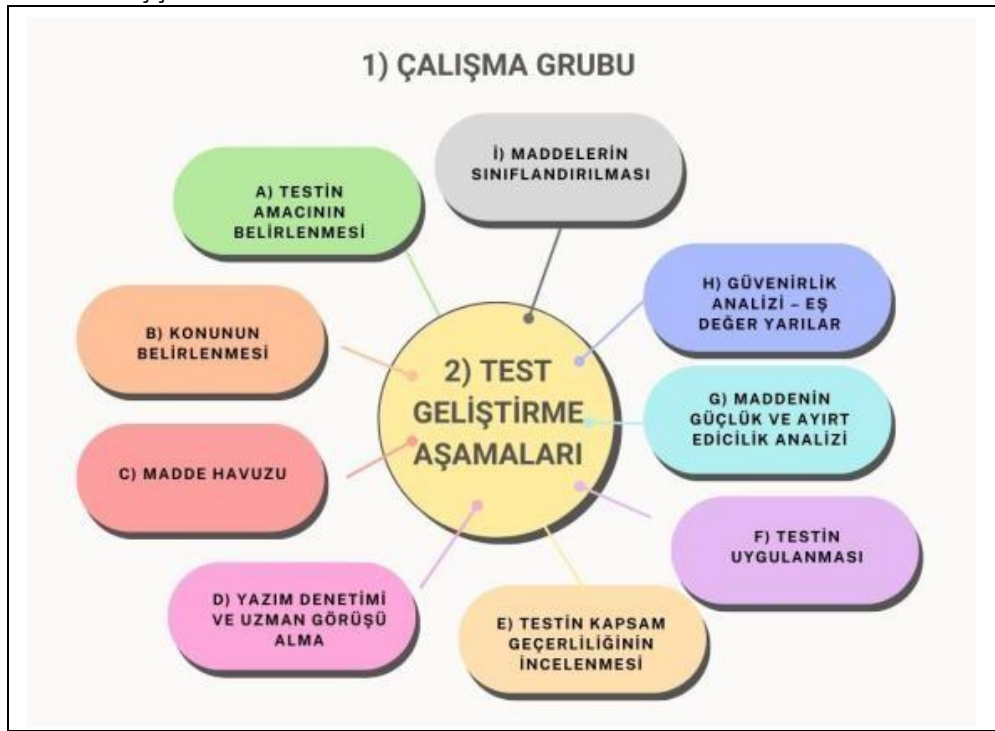 1) ÇALIŞMA GRUBU
A) TESTİN
AMACININ
BELİRLENMESİ
B) KONUNUN
BELİRLENMESİ
C) MADDE HAVUZU
D) YAZIM DENETİMİ
VE UZMAN GÖRÜŞÜ
ALMA
E) TESTİN KAPSAM
GEÇERLİLİĞİNİN
İNCELENMESİ
F) TESTİN
UYGULANMASI
G) MADDENİN
GÜÇLÜK VE AYIRT
EDİCİLİK ANALİZİ
H) GÜVENİRLİK
ANALİZİ – EŞ
DEĞER YARILAR
İ) MADDELERİN
SINIFLANDIRILMASI
2) TEST
GELİŞTİRME
AŞAMALARI